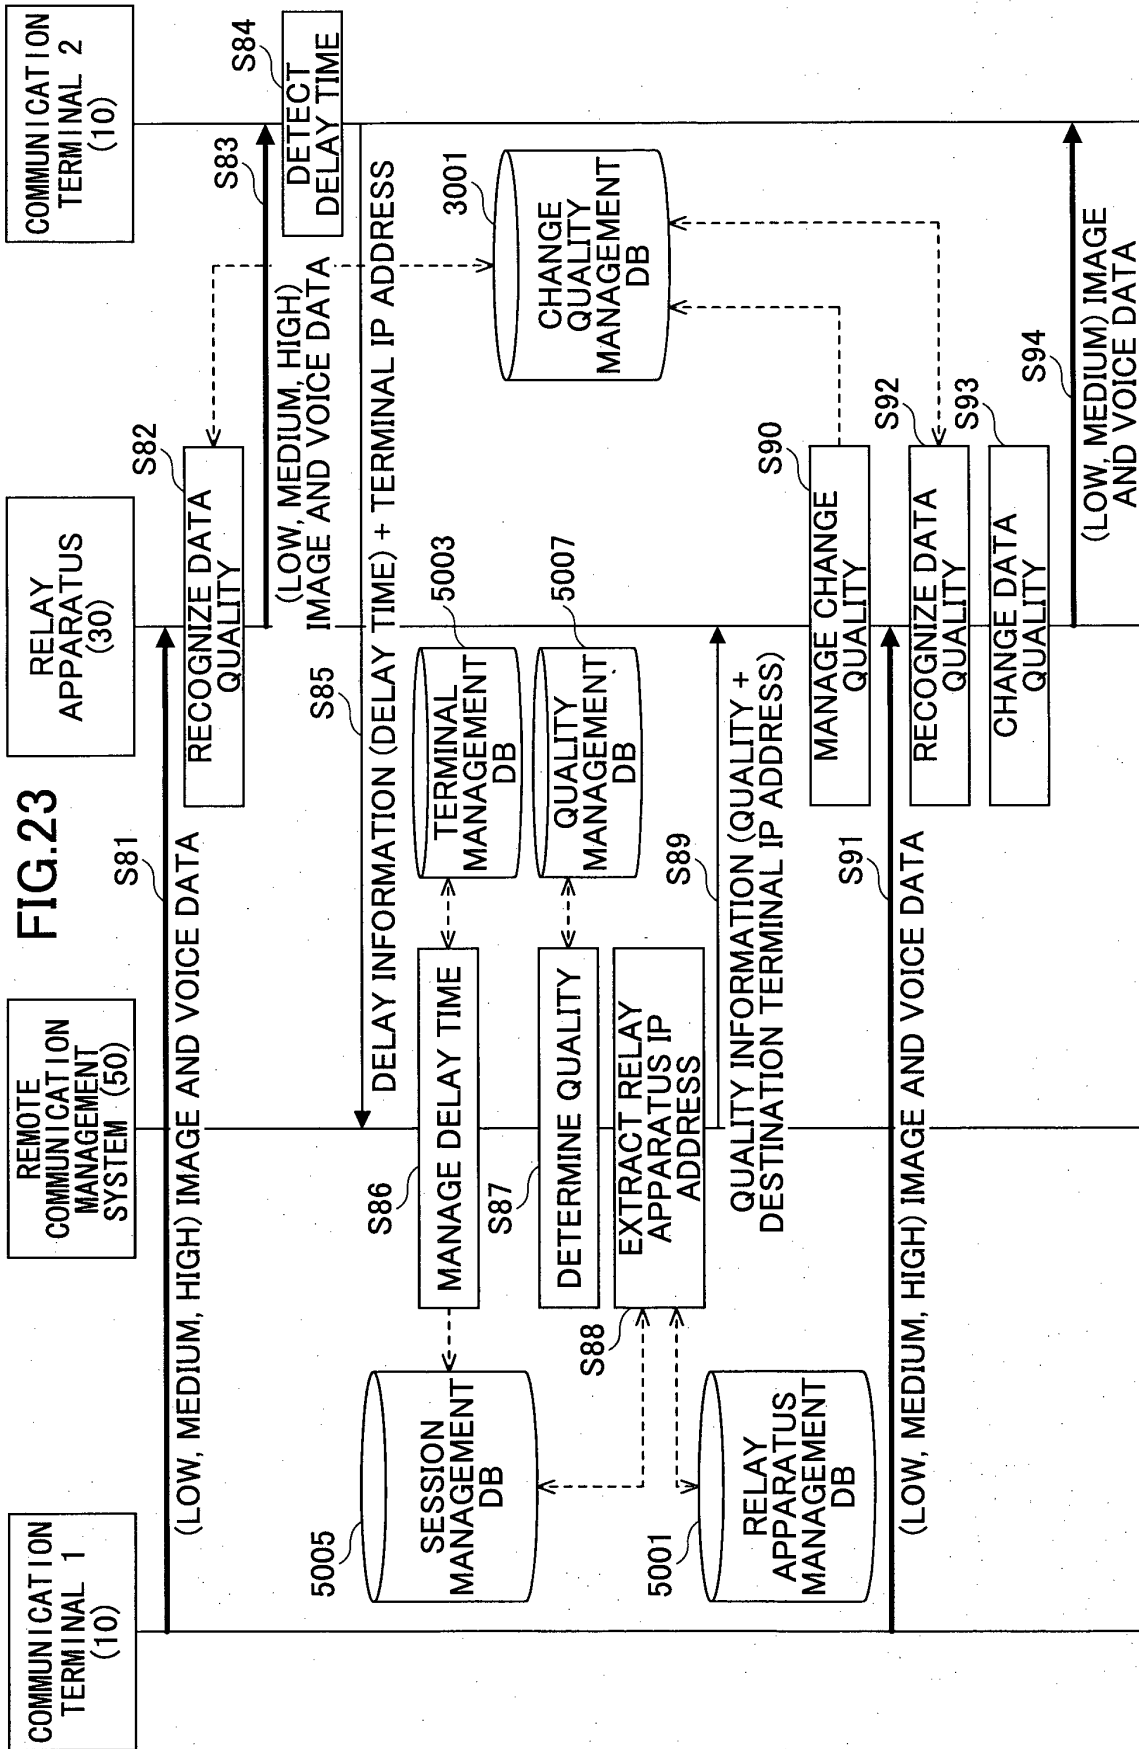 FIG.23
COMMUNICATION
TERMINAL 1
(10)
REMOTE
COMMUNICATION
MANAGEMENT
SYSTEM (50)
RELAY
APPARATUS
(30)
COMMUNICATION
TERMINAL 2
(10)
S81
(LOW, MEDIUM, HIGH) IMAGE AND VOICE DATA
S82
RECOGNIZE DATA
QUALITY
S83
(LOW, MEDIUM, HIGH)
IMAGE AND VOICE DATA
S84
DETECT
DELAY TIME
S85
DELAY INFORMATION (DELAY TIME) + TERMINAL IP ADDRESS
5005
SESSION
MANAGEMENT
DB
S86
MANAGE DELAY TIME
TERMINAL
MANAGEMENT
DB
5003
CHANGE
QUALITY
MANAGEMENT
DB
3001
S87
DETERMINE QUALITY
QUALITY
MANAGEMENT
DB
5007
S88
EXTRACT RELAY
APPARATUS IP
ADDRESS
5001
RELAY
APPARATUS
MANAGEMENT
DB
S89
QUALITY INFORMATION (QUALITY +
DESTINATION TERMINAL IP ADDRESS)
S90
MANAGE CHANGE
QUALITY
S91
(LOW, MEDIUM, HIGH) IMAGE AND VOICE DATA
S92
RECOGNIZE DATA
QUALITY
S93
CHANGE DATA
QUALITY
S94
(LOW, MEDIUM) IMAGE
AND VOICE DATA